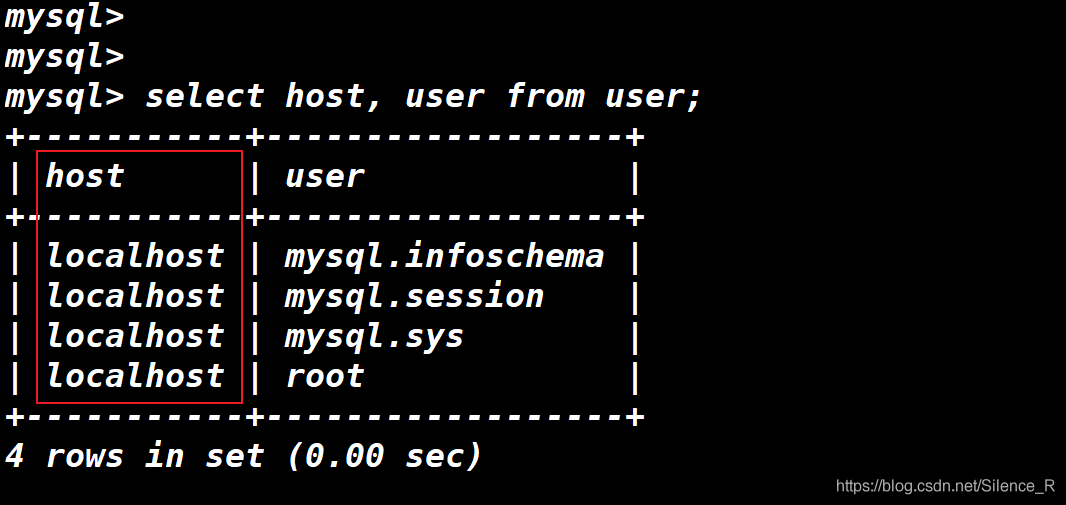 mysql>
mysql>
mysql> select host, user from user;
+-----------+------------------+
| host      | user             |
+-----------+------------------+
| localhost | mysql.infoschema |
| localhost | mysql.session    |
| localhost | mysql.sys        |
| localhost | root             |
+-----------+------------------+
4 rows in set (0.00 sec)
https://blog.csdn.net/Silence_R